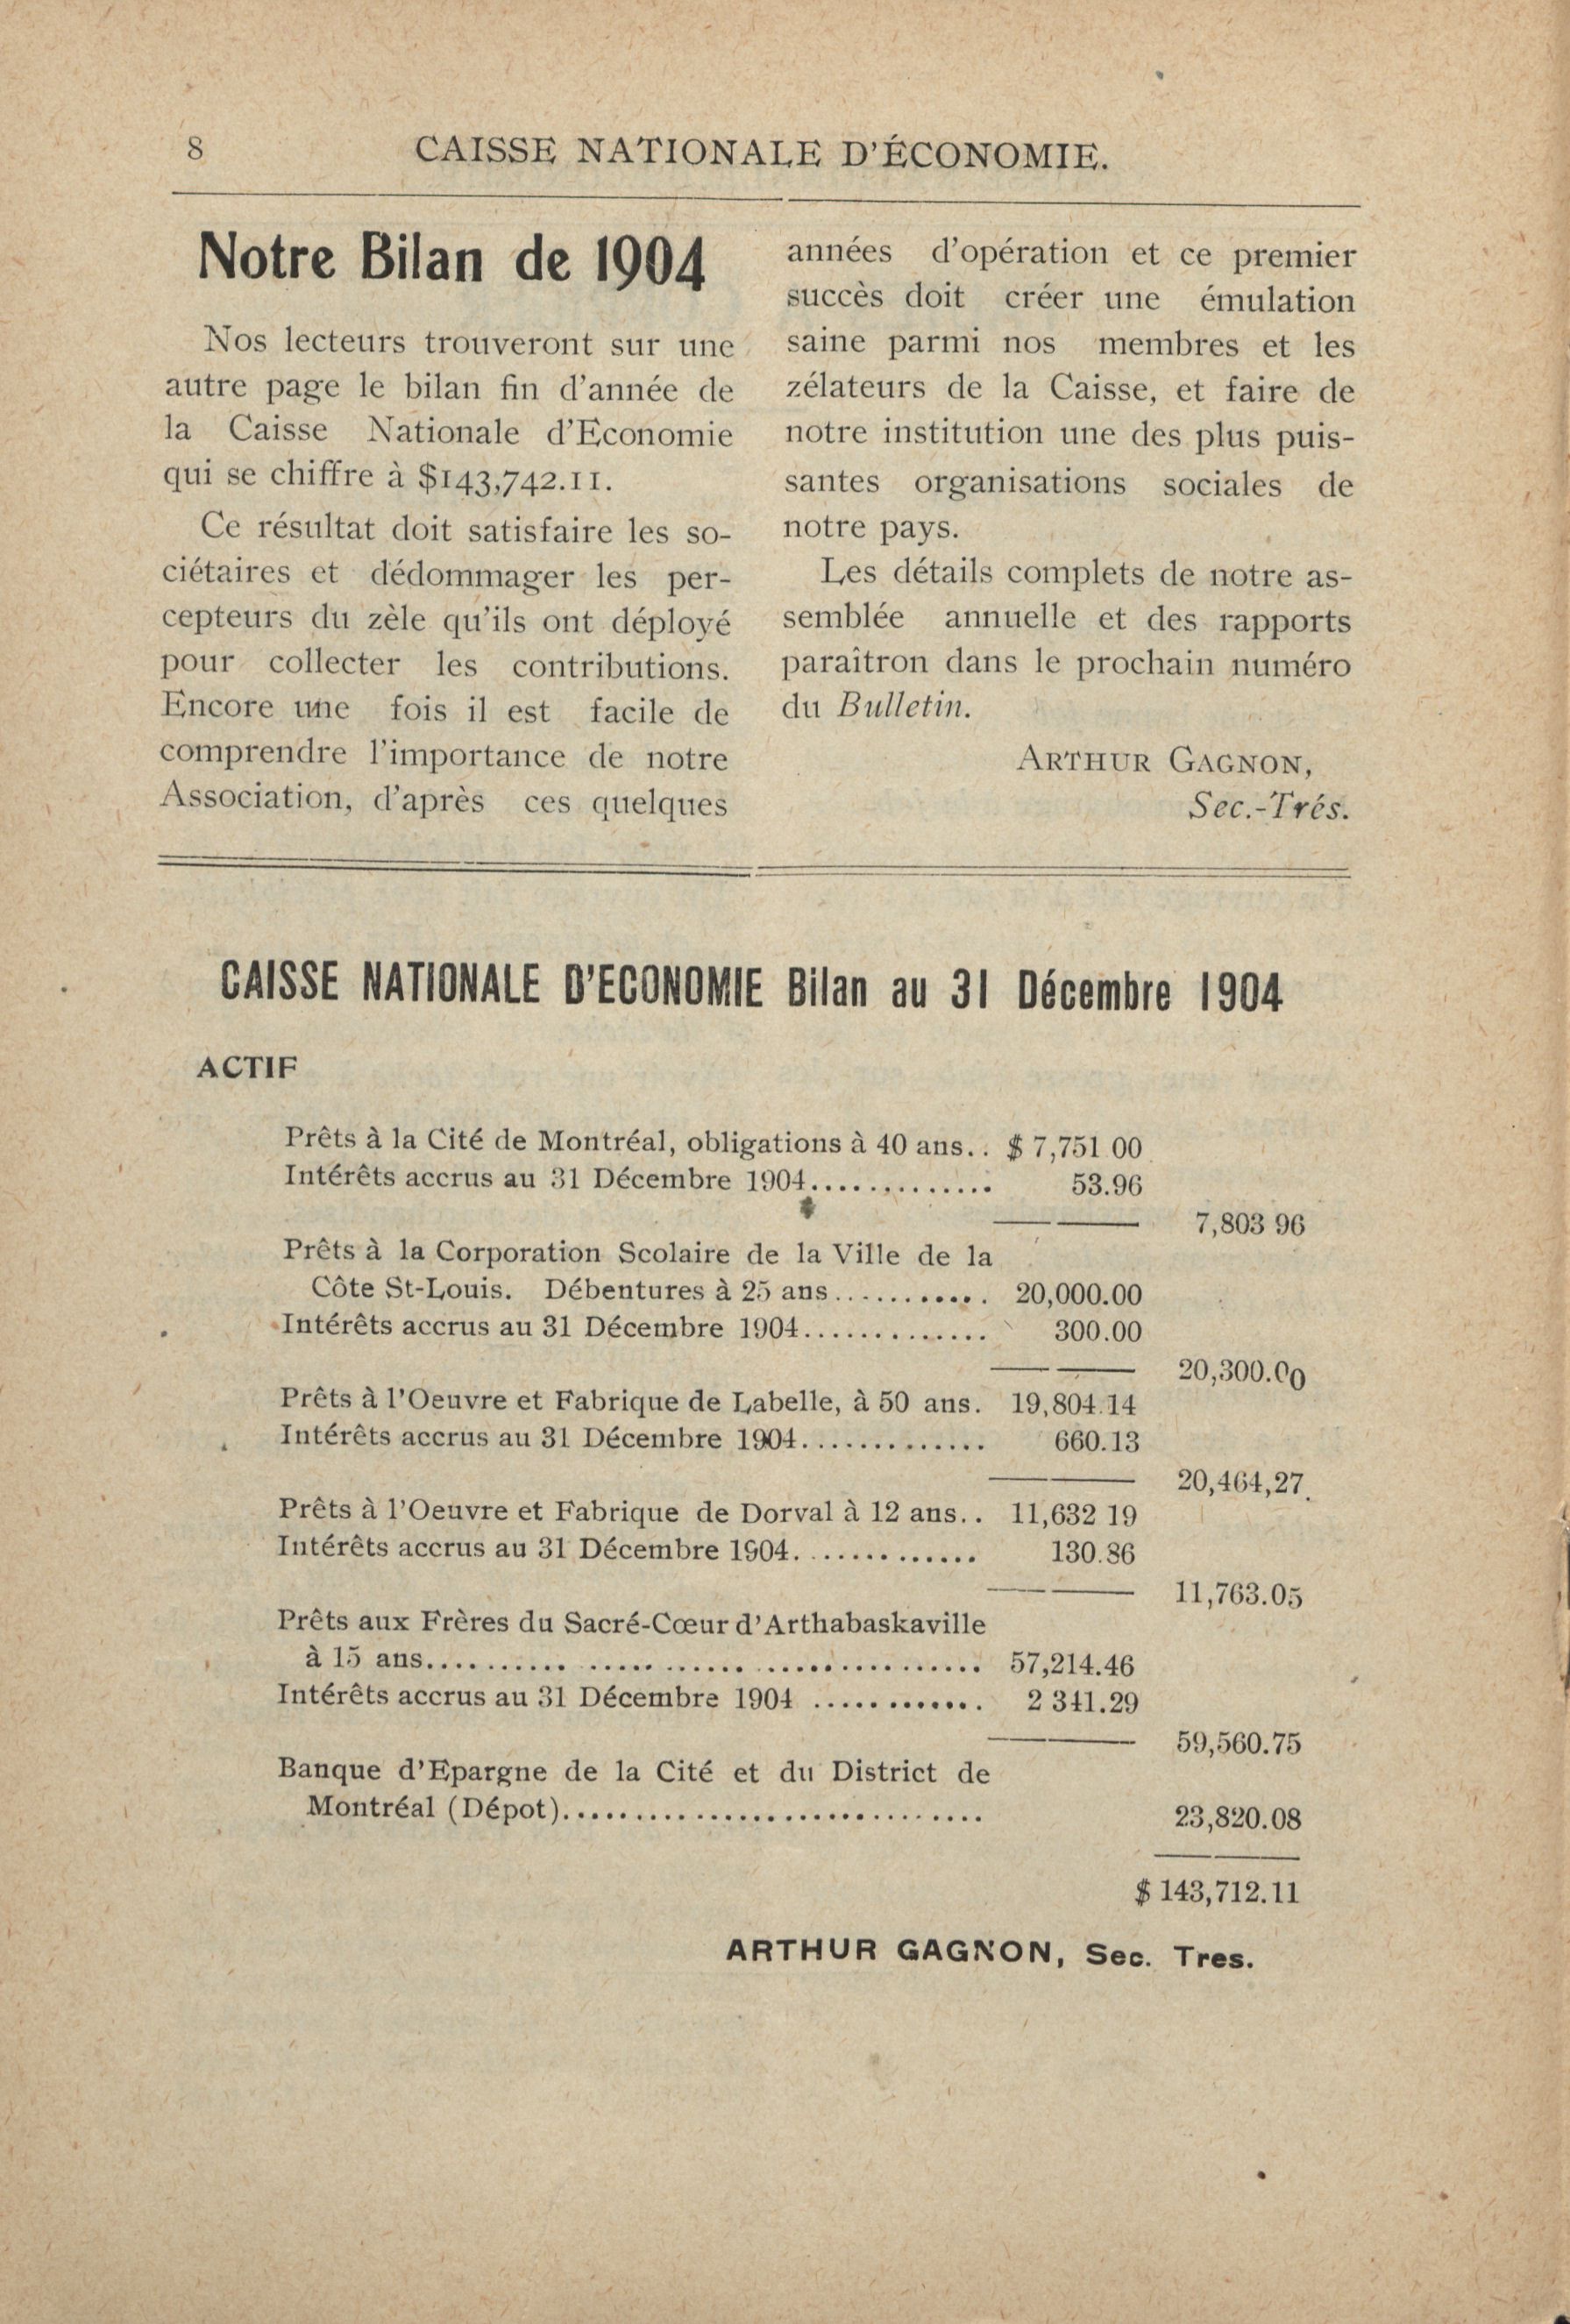 8
CAISSE NATIONALE D'ÉCONOMIE.
Notre Bilan de 1904
Nos lecteurs trouveront sur une
autre page le bilan fin d'année de
la Caisse Nationale d'Economie
qui se chiffre à $143,742.11.
Ce résultat doit satisfaire les so-
ciétaires et dédommager les per-
cepteurs du zèle qu'ils ont déployé
pour collecter les contributions.
Encore une fois il est facile de
comprendre l'importance de notre
Association, d'après ces quelques
années d'opération et ce premier
succès doit créer une émulation
saine parmi nos membres et les
zélateurs de la Caisse, et faire de
notre institution une des plus puis-
santes organisations sociales de
notre pays.
Les détails complets de notre as-
semblée annuelle et des rapports
paraîtron dans le prochain numéro
du Bulletin.
ARTHUR GAGNON,
Sec.-Trés.
CAISSE NATIONALE D'ECONOMIE Bilan au 31 Décembre 1904
ACTIF
Prêts à la Cité de Montréal, obligations à 40 ans.. $ 7,751 00
Intérêts accrus au 31 Décembre 1904.............. 53.96
7,803 96
Prêts à la Corporation Scolaire de la Ville de la
Côte St-Louis. Débentures à 25 ans........... 20,000.00
Intérêts accrus au 31 Décembre 1904............. 300.00
20,300.00
Prêts à l'Oeuvre et Fabrique de Labelle, à 50 ans. 19,804.14
Intérêts accrus au 31 Décembre 1904............. 660.13
20,464,27.
Prêts à l'Oeuvre et Fabrique de Dorval à 12 ans.. 11,632 19
Intérêts accrus au 31 Décembre 1904............. 130.86
11,763.05
Prêts aux Frères du Sacré-Cœur d'Arthabaskaville
à 15 ans...................................... 57,214.46
Intérêts accrus au 31 Décembre 1904 ............ 2 341.29
59,560.75
Banque d'Epargne de la Cité et du District de
Montréal (Dépot)............................. 23,820.08
$ 143,712.11
ARTHUR GAGNON, Sec. Tres.